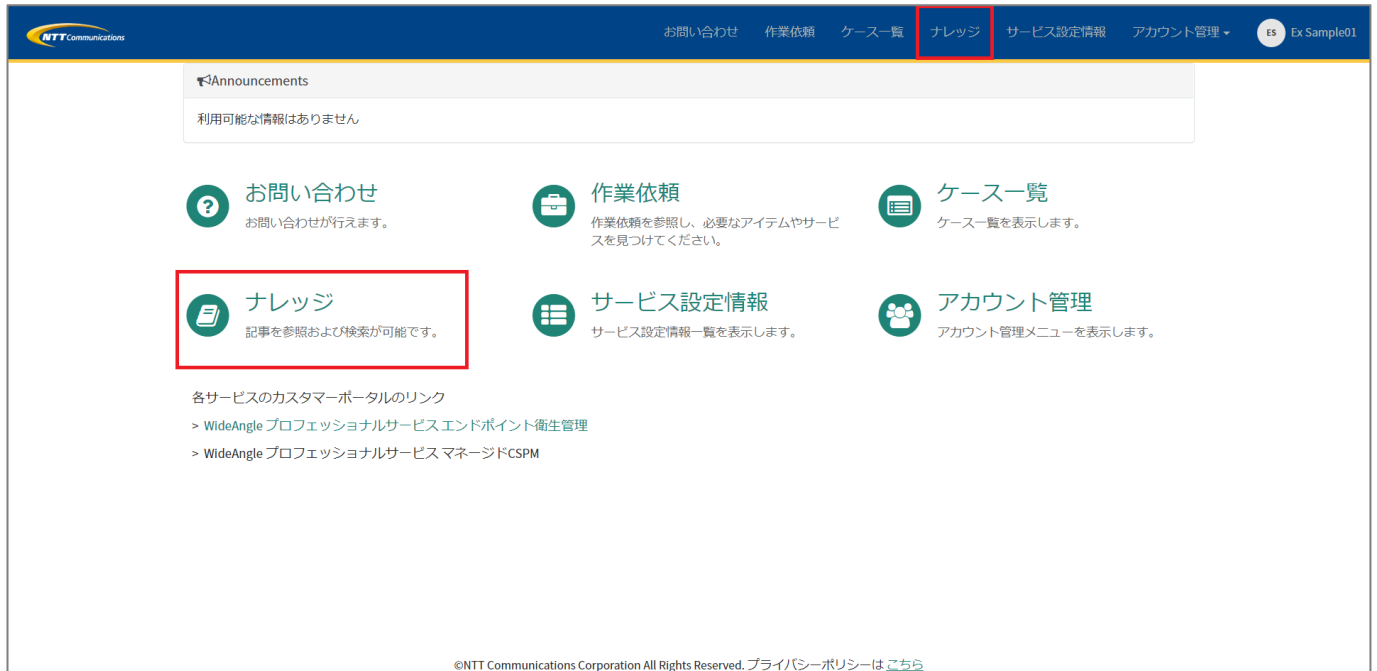 NTT Communications
お問い合わせ 作業依頼 ケース一覧 ナレッジ サービス設定情報 アカウント管理 ES Ex Sample01
Announcements
利用可能な情報はありません
お問い合わせ
お問い合わせが行えます。
作業依頼
作業依頼を参照し、必要なアイテムやサービ
スを見つけてください。
ケース一覧
ケース一覧を表示します。
ナレッジ
記事を参照および検索が可能です。
サービス設定情報
サービス設定情報一覧を表示します。
アカウント管理
アカウント管理メニューを表示します。
各サービスのカスタマーポータルのリンク
> WideAngle プロフェッショナルサービス エンドポイント衛生管理
> WideAngle プロフェッショナルサービス マネージドCSPM
©NTT Communications Corporation All Rights Reserved. プライバシーポリシーは こちら